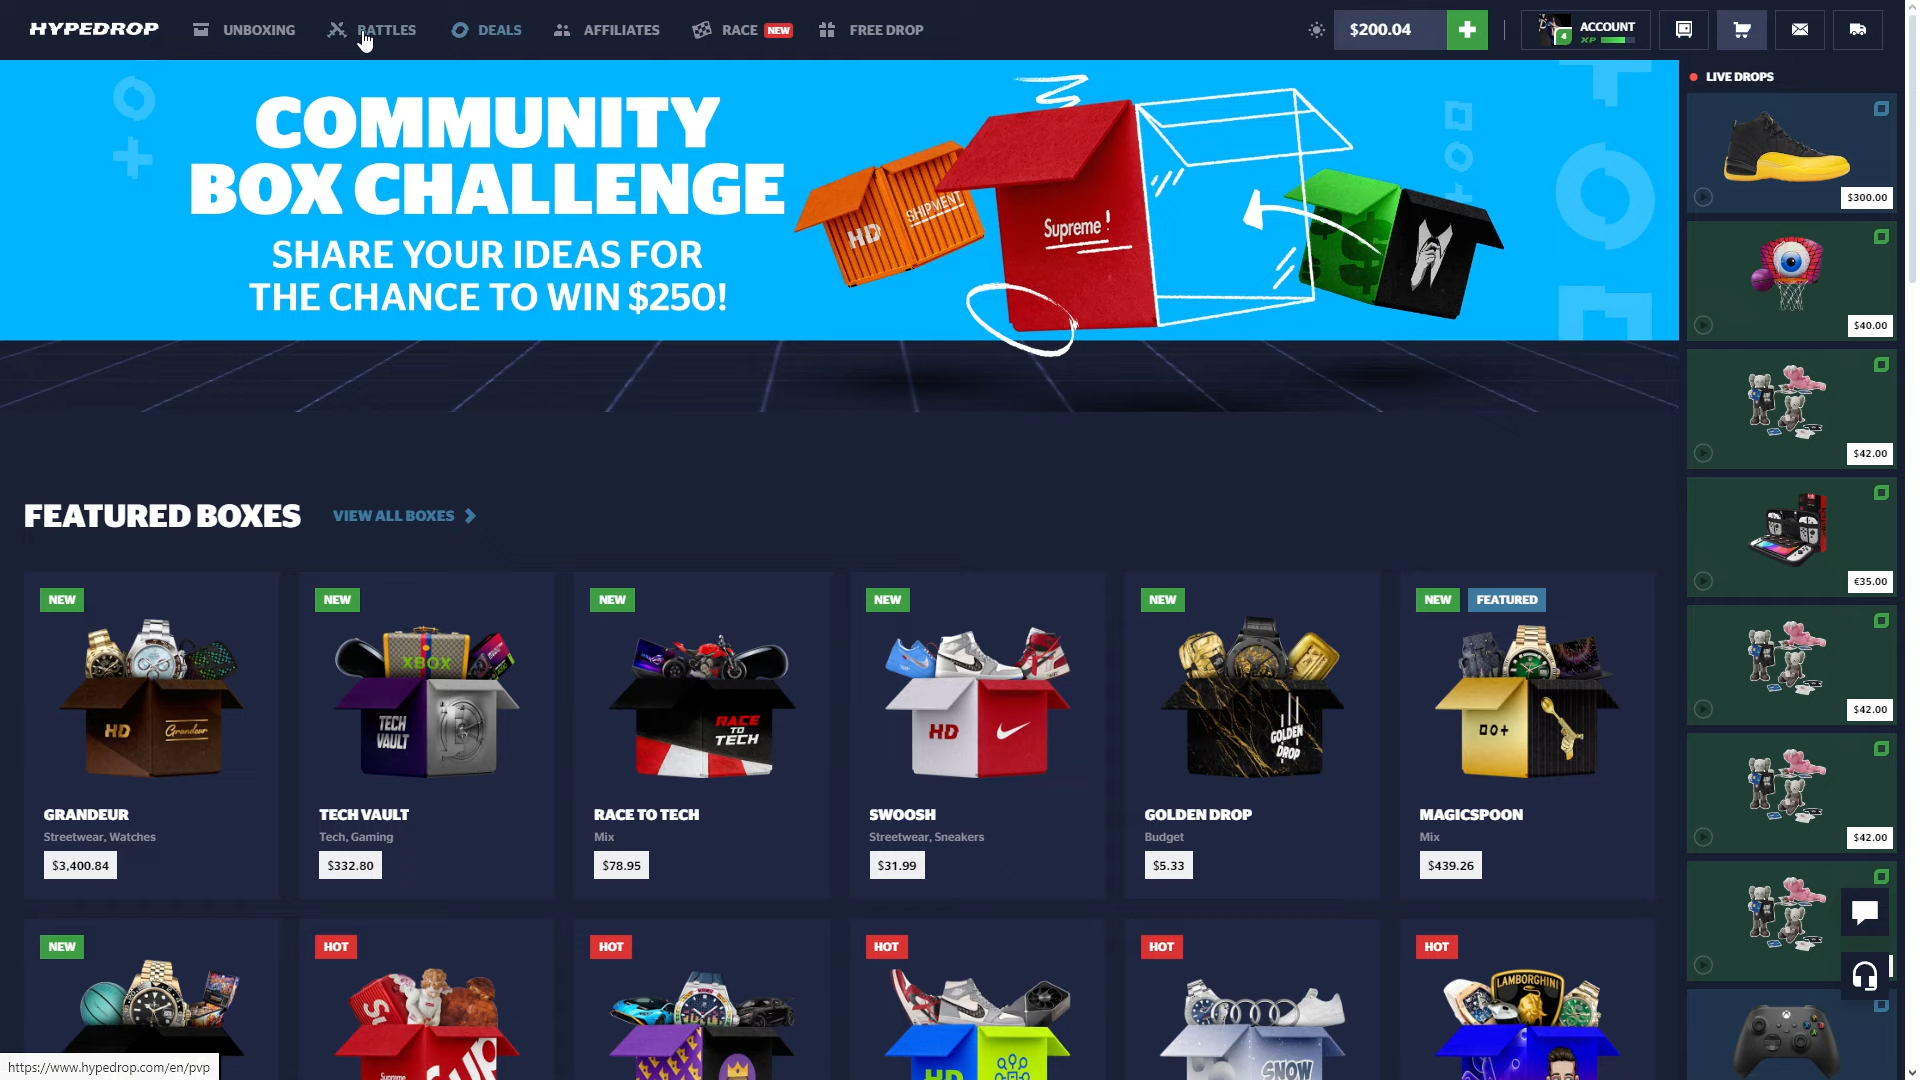 HYPEDROP
UNBOXING
BATTLES
DEALS
AFFILIATES
RACE NEW
FREE DROP
$200.04
4
ACCOUNT
XP
COMMUNITY
BOX CHALLENGE
SHARE YOUR IDEAS FOR
THE CHANCE TO WIN $250!
HD
SHIPMENT
Supreme!
LIVE DROPS
$300.00
$40.00
$42.00
€35.00
$42.00
$42.00
FEATURED BOXES
VIEW ALL BOXES
NEW
HD
Grandeur
GRANDEUR
Streetwear, Watches
$3,400.84
NEW
XBOX
TECH
VAULT
TECH VAULT
Tech, Gaming
$332.80
NEW
RACE
TO
TECH
RACE TO TECH
Mix
$78.95
NEW
HD
SWOOSH
Streetwear, Sneakers
$31.99
NEW
GOLDEN
DROP
GOLDEN DROP
Budget
$5.33
NEW
FEATURED
MAGICSPOON
Mix
$439.26
NEW
HOT
Supreme
HOT
HOT
HD
HOT
SNOW
HOT
LAMBORGHINI
https://www.hypedrop.com/en/pvp